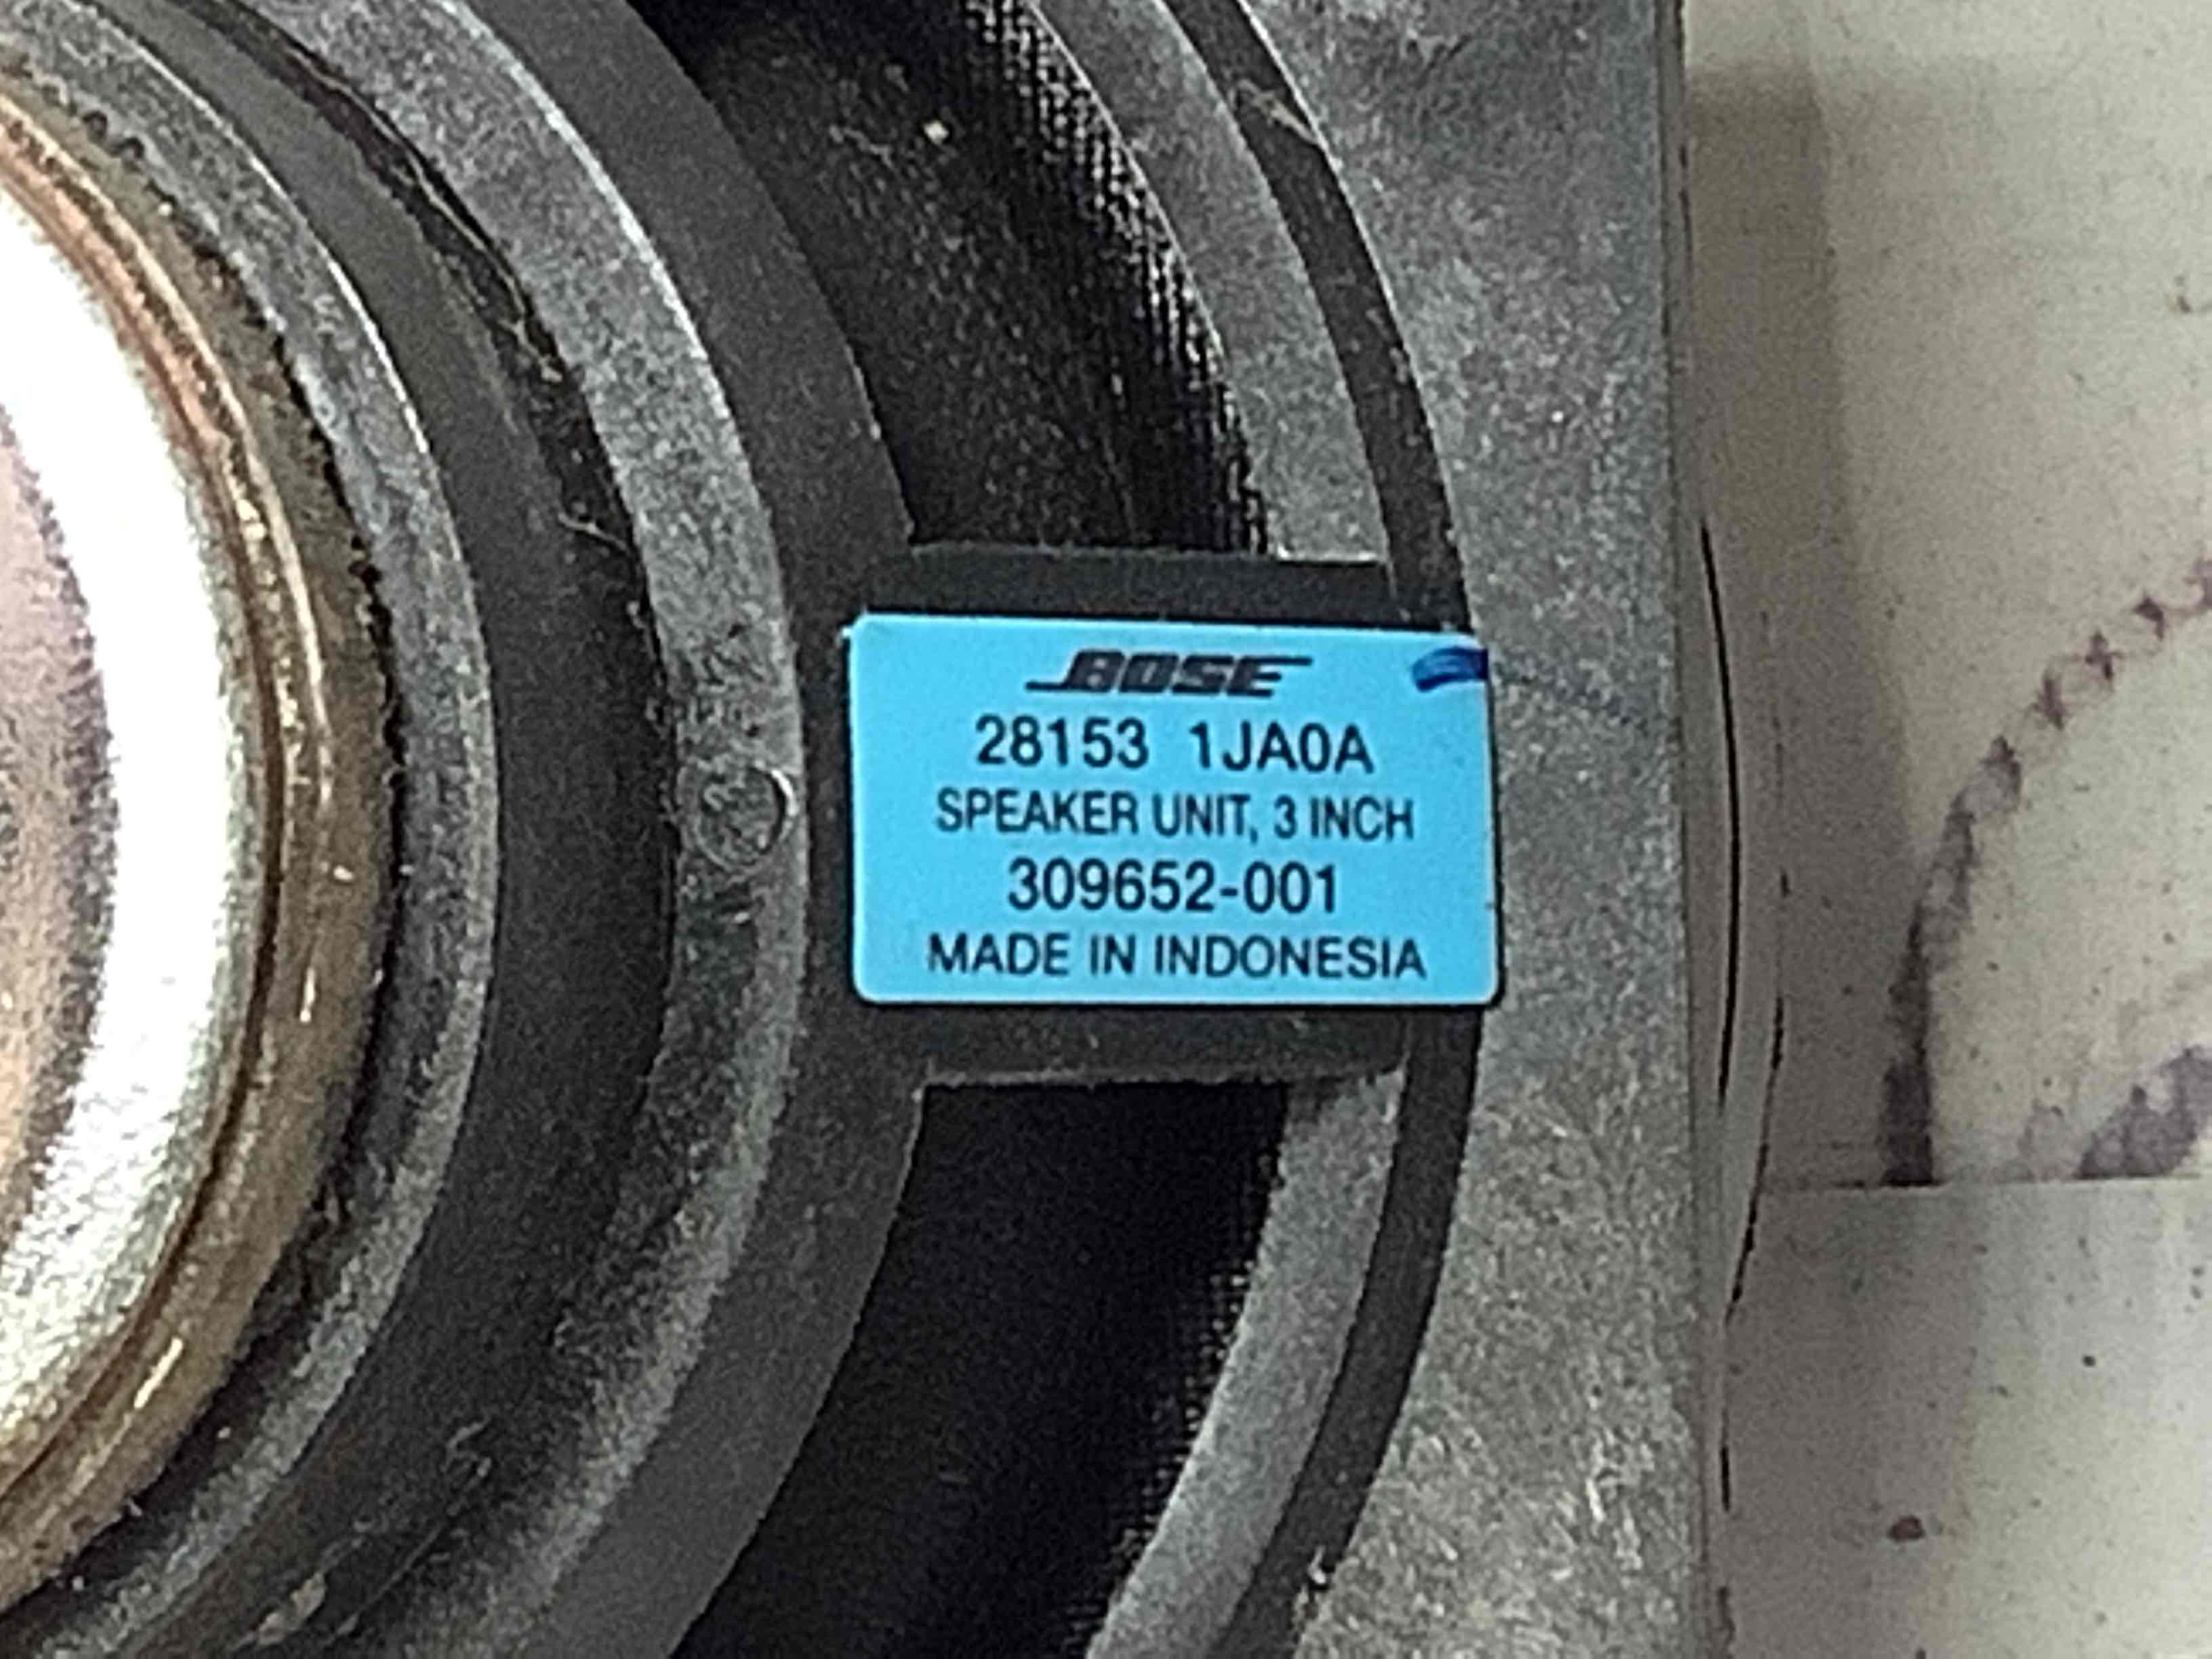 BOSE
28153 1JA0A
SPEAKER UNIT, 3 INCH
309652-001
MADE IN INDONESIA